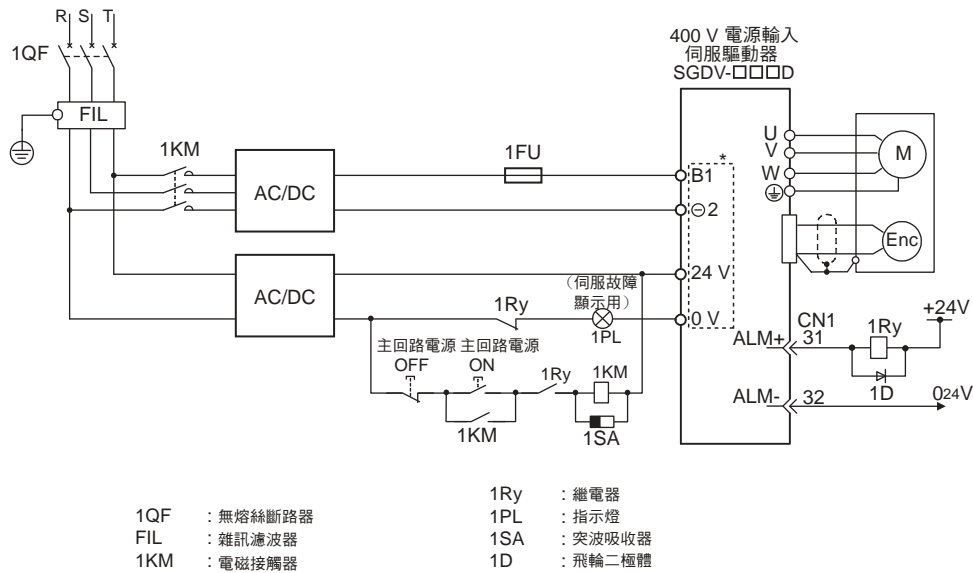 R S T
400 V 電源輸入
伺服驅動器
SGDV-□□□D
1QF
FIL
1KM
AC/DC
1FU
B1
*
⊖2
U
V
W
M
Enc
AC/DC
24 V
(伺服故障
顯示用)
1Ry
1PL
0 V
主回路電源
OFF
主回路電源
ON
1Ry
1KM
1KM
1SA
CN1
ALM+
31
1Ry
+24V
1D
ALM-
32
024V
1QF : 無熔絲斷路器
FIL : 雜訊濾波器
1KM : 電磁接觸器
1Ry : 繼電器
1PL : 指示燈
1SA : 突波吸收器
1D : 飛輪二極體